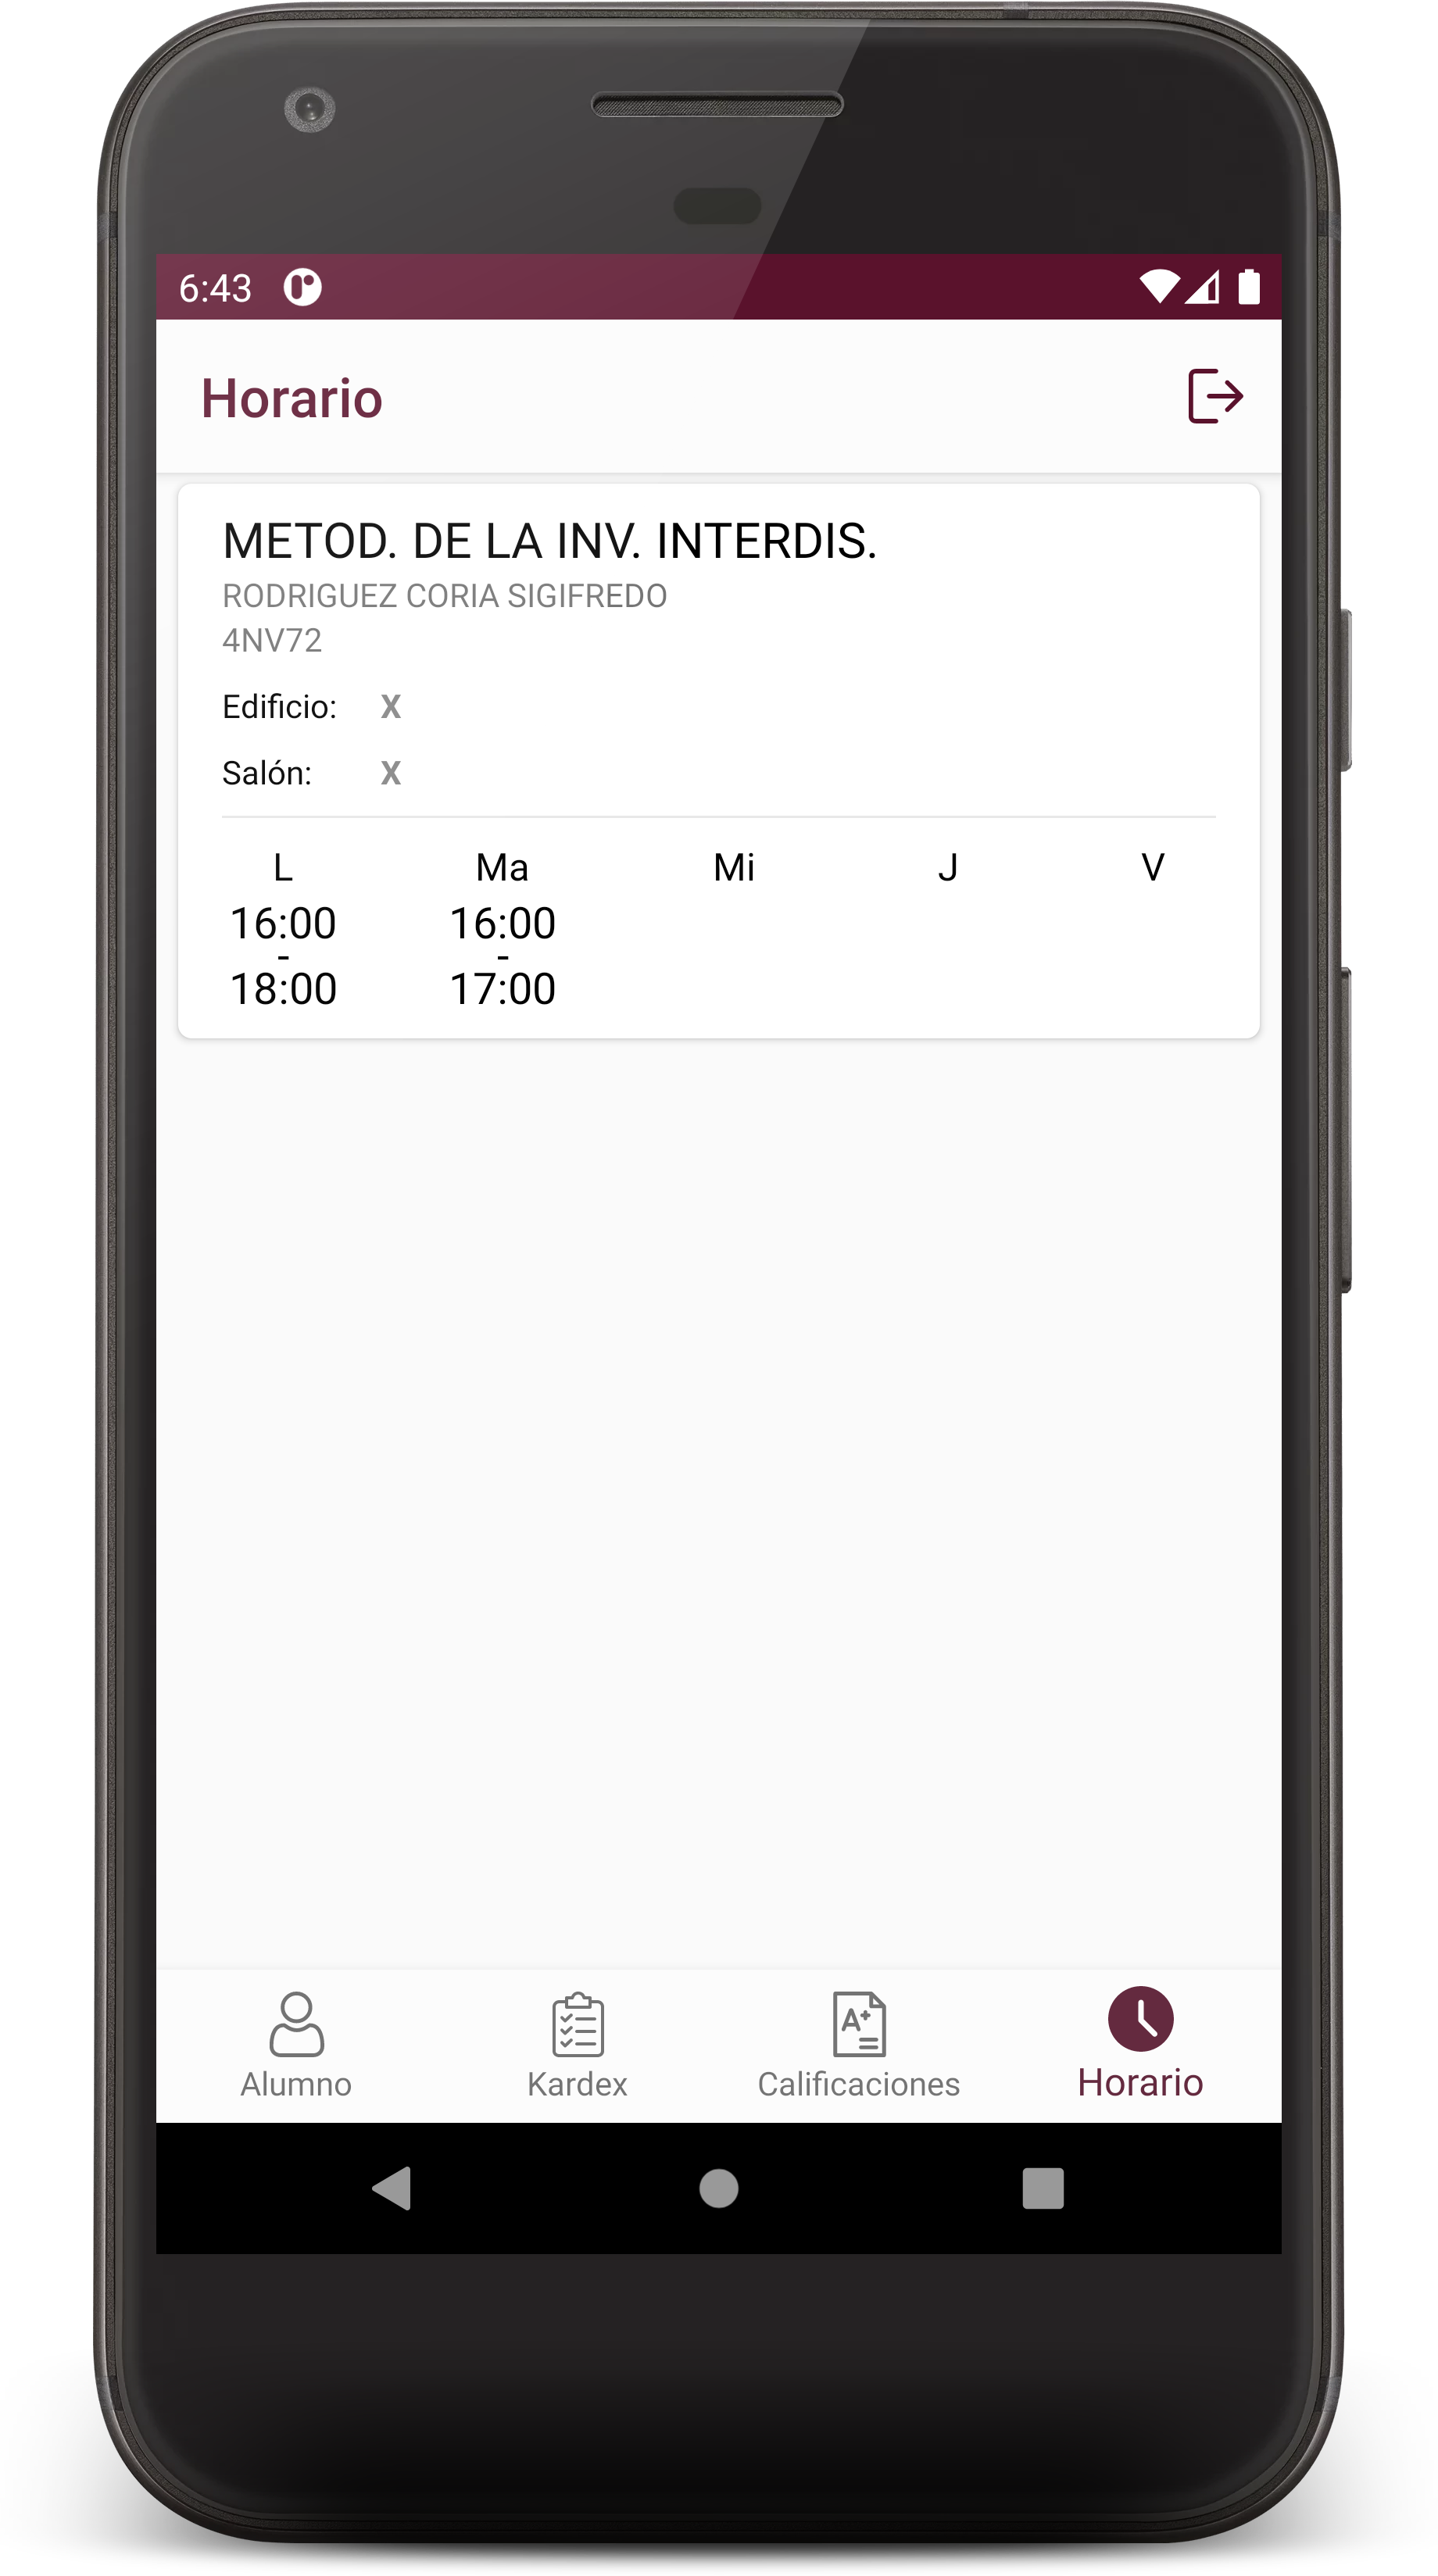 6:43
Horario
METOD. DE LA INV. INTERDIS.
RODRIGUEZ CORIA SIGIFREDO
4NV72
Edificio: X
Salón: X
L Ma Mi J V
16:00 16:00
- -
18:00 17:00
A+
Alumno Kardex Calificaciones Horario